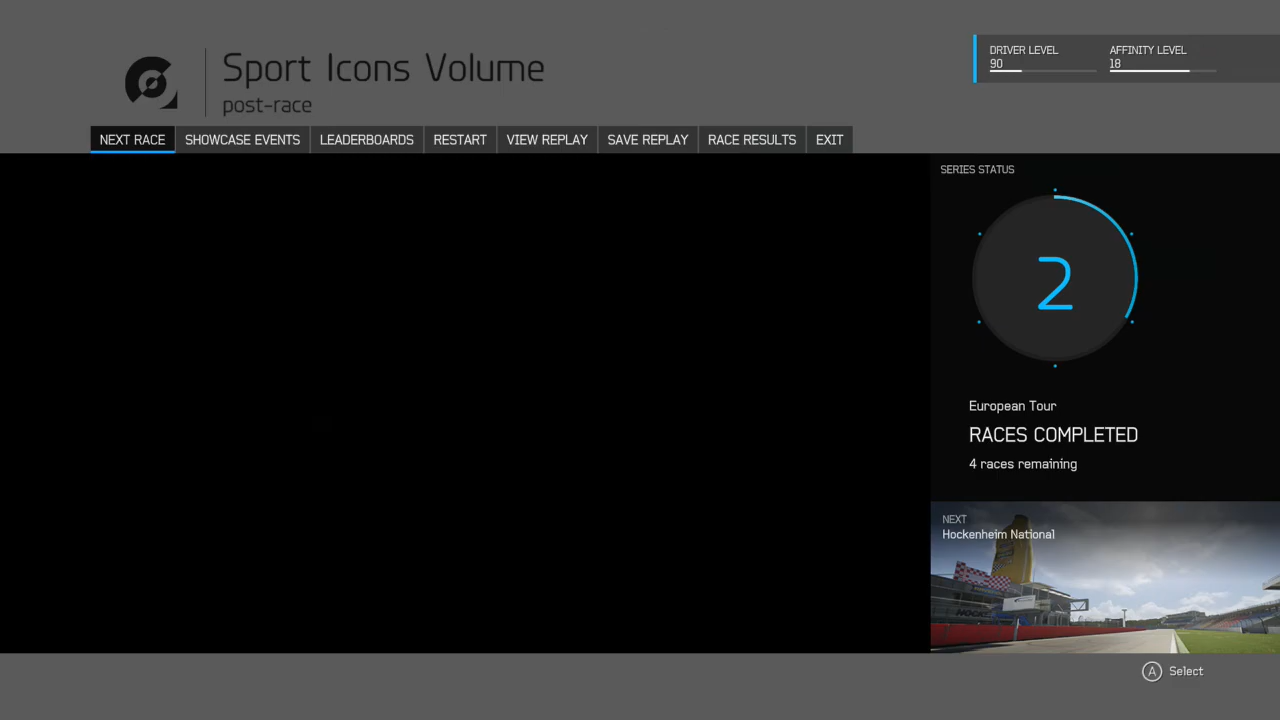 Sport Icons Volume
post-race
DRIVER LEVEL
90
AFFINITY LEVEL
18
NEXT RACE
SHOWCASE EVENTS
LEADERBOARDS
RESTART
VIEW REPLAY
SAVE REPLAY
RACE RESULTS
EXIT
SERIES STATUS
2
European Tour
RACES COMPLETED
4 races remaining
NEXT
Hockenheim National
A Select